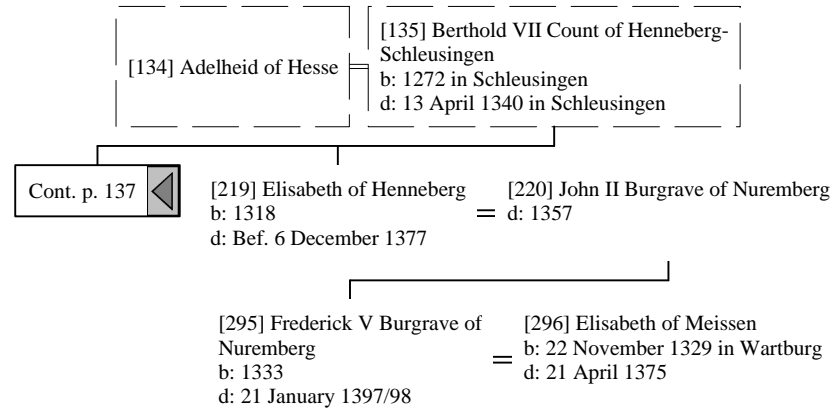 [134] Adelheid of Hesse
[135] Berthold VII Count of Henneberg-
Schleusingen
b: 1272 in Schleusingen
d: 13 April 1340 in Schleusingen
Cont. p. 137
[219] Elisabeth of Henneberg
b: 1318
d: Bef. 6 December 1377
[220] John II Burgrave of Nuremberg
d: 1357
[295] Frederick V Burgrave of
Nuremberg
b: 1333
d: 21 January 1397/98
[296] Elisabeth of Meissen
b: 22 November 1329 in Wartburg
d: 21 April 1375